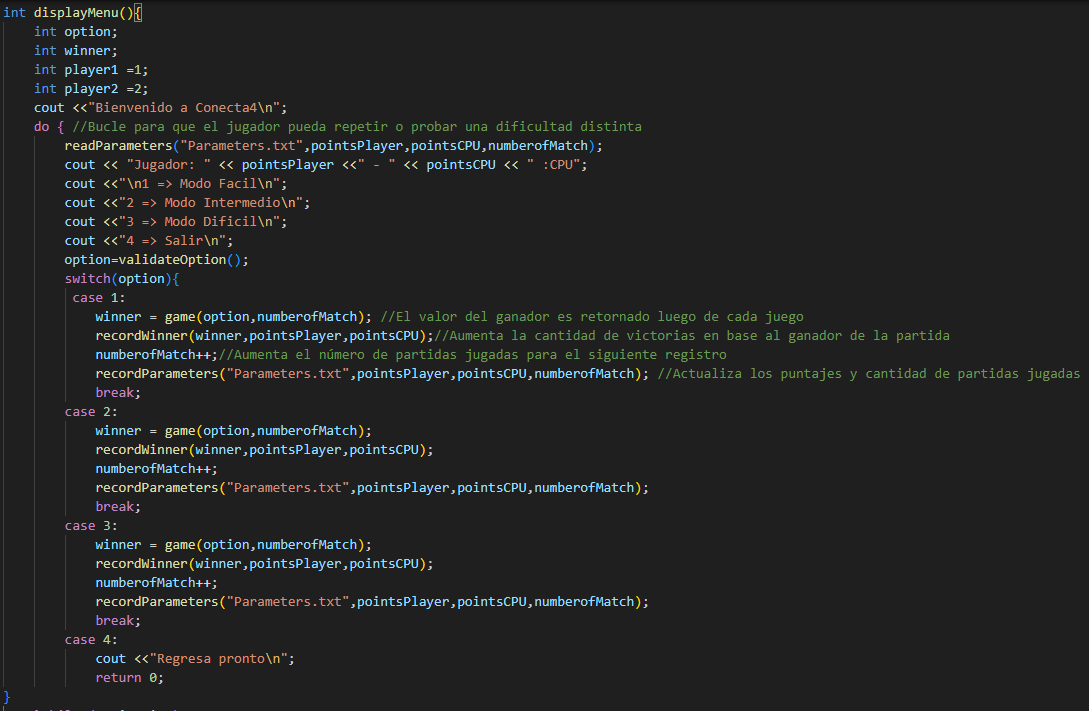 int displayMenu(){
    int option;
    int winner;
    int player1 =1;
    int player2 =2;
    cout <<"Bienvenido a Conecta4\n";
    do { //Bucle para que el jugador pueda repetir o probar una dificultad distinta
        readParameters("Parameters.txt",pointsPlayer,pointsCPU,numberofMatch);
        cout << "Jugador: " << pointsPlayer <<" - " << pointsCPU << " :CPU";
        cout <<"\n1 => Modo Facil\n";
        cout <<"2 => Modo Intermedio\n";
        cout <<"3 => Modo Dificil\n";
        cout <<"4 => Salir\n";
        option=validateOption();
        switch(option){
         case 1:
            winner = game(option,numberofMatch); //El valor del ganador es retornado luego de cada juego
            recordWinner(winner,pointsPlayer,pointsCPU);//Aumenta la cantidad de victorias en base al ganador de la partida
            numberofMatch++;//Aumenta el número de partidas jugadas para el siguiente registro
            recordParameters("Parameters.txt",pointsPlayer,pointsCPU,numberofMatch); //Actualiza los puntajes y cantidad de partidas jugadas
            break;
        case 2:
            winner = game(option,numberofMatch);
            recordWinner(winner,pointsPlayer,pointsCPU);
            numberofMatch++;
            recordParameters("Parameters.txt",pointsPlayer,pointsCPU,numberofMatch);
            break;
        case 3:
            winner = game(option,numberofMatch);
            recordWinner(winner,pointsPlayer,pointsCPU);
            numberofMatch++;
            recordParameters("Parameters.txt",pointsPlayer,pointsCPU,numberofMatch);
            break;
        case 4:
            cout <<"Regresa pronto\n";
            return 0;
}